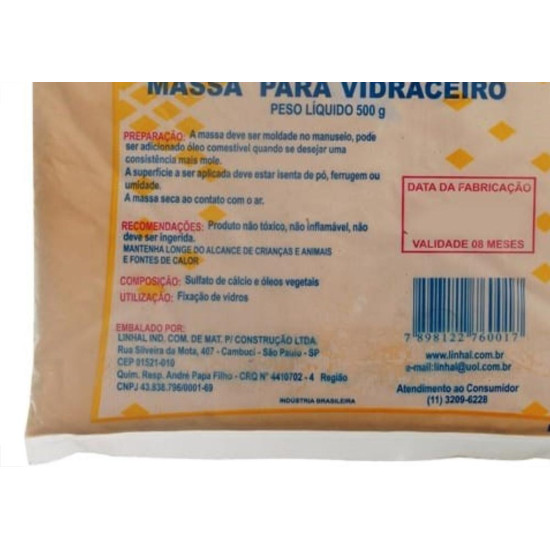 MASSA PARA VIDRACEIRO
PESO LÍQUIDO 500 g
PREPARAÇÃO: A massa deve ser moldade no manuseio, pode
ser adicionado óleo comestível quando se desejar uma
consistência mais mole.
A superfície a ser aplicada deve estar isenta de pó, ferrugem ou
umidade.
A massa seca ao contato com o ar.
DATA DA FABRICAÇÃO
VALIDADE 08 MESES
RECOMENDAÇÕES: Produto não tóxico, não inflamável, não
deve ser ingerida.
MANTENHA LONGE DO ALCANCE DE CRIANÇAS E ANIMAIS
E FONTES DE CALOR
COMPOSIÇÃO: Sulfato de cálcio e óleos vegetais
UTILIZAÇÃO: Fixação de vidros
EMBALADO POR:
LINHAL IND. COM. DE MAT. P/ CONSTRUÇÃO LTDA.
Rua Silveira da Mota, 407 - Cambuci - São Paulo - SP
CEP 01521-010
Quim. Resp. André Papa Filho - CRQ Nº 4410702 - 4 Região
CNPJ 43.838.796/0001-69
INDÚSTRIA BRASILEIRA
7 898122 760017
www.linhal.com.br
e-mail:linhal@uol.com.br
Atendimento ao Consumidor
(11) 3209-6228